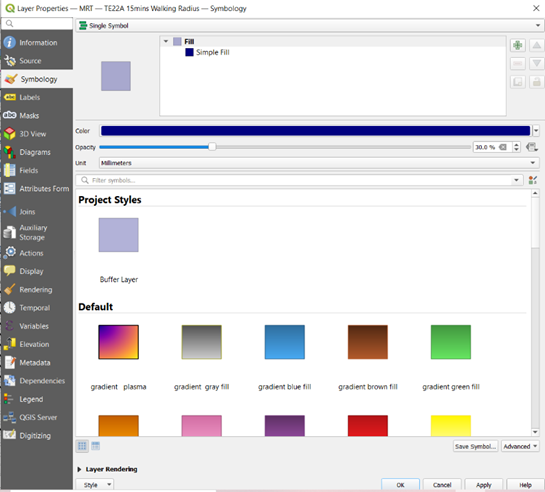 Layer Properties — MRT — TE22A 15mins Walking Radius — Symbology
Single Symbol
Information
Source
Symbology
Labels
abc Masks
3D View
Diagrams
Fields
Attributes Form
Joins
Auxiliary
Storage
Actions
Display
Rendering
Temporal
Variables
Elevation
Metadata
Dependencies
Legend
QGIS Server
Digitizing
Fill
Simple Fill
Color
Opacity 30.0 %
Unit Millimeters
Filter symbols...
Project Styles
Buffer Layer
Default
gradient plasma gradient gray fill gradient blue fill gradient brown fill gradient green fill
Save Symbol... Advanced
Layer Rendering
Style OK Cancel Apply Help